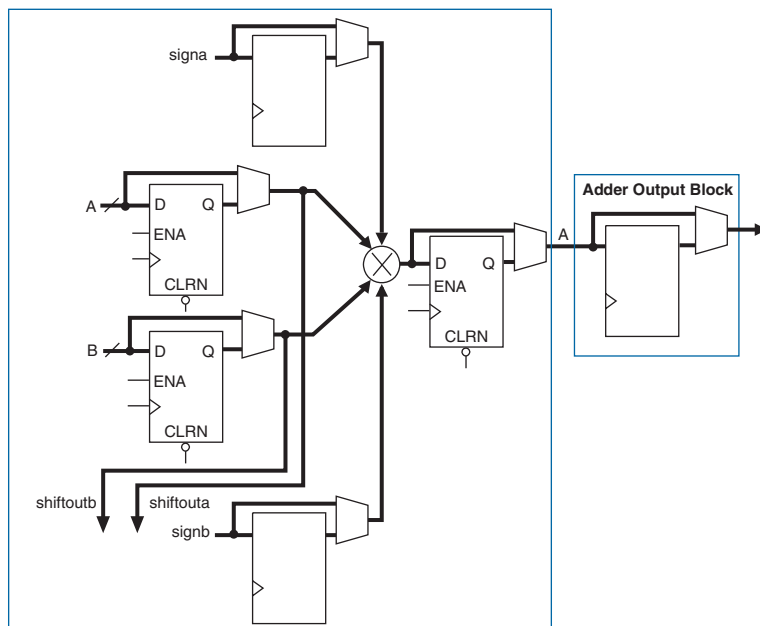 signa
A
D Q
ENA
CLRN
B
D Q
ENA
CLRN
shiftoutb
shiftouta
signb
D Q
ENA
CLRN
A
Adder Output Block